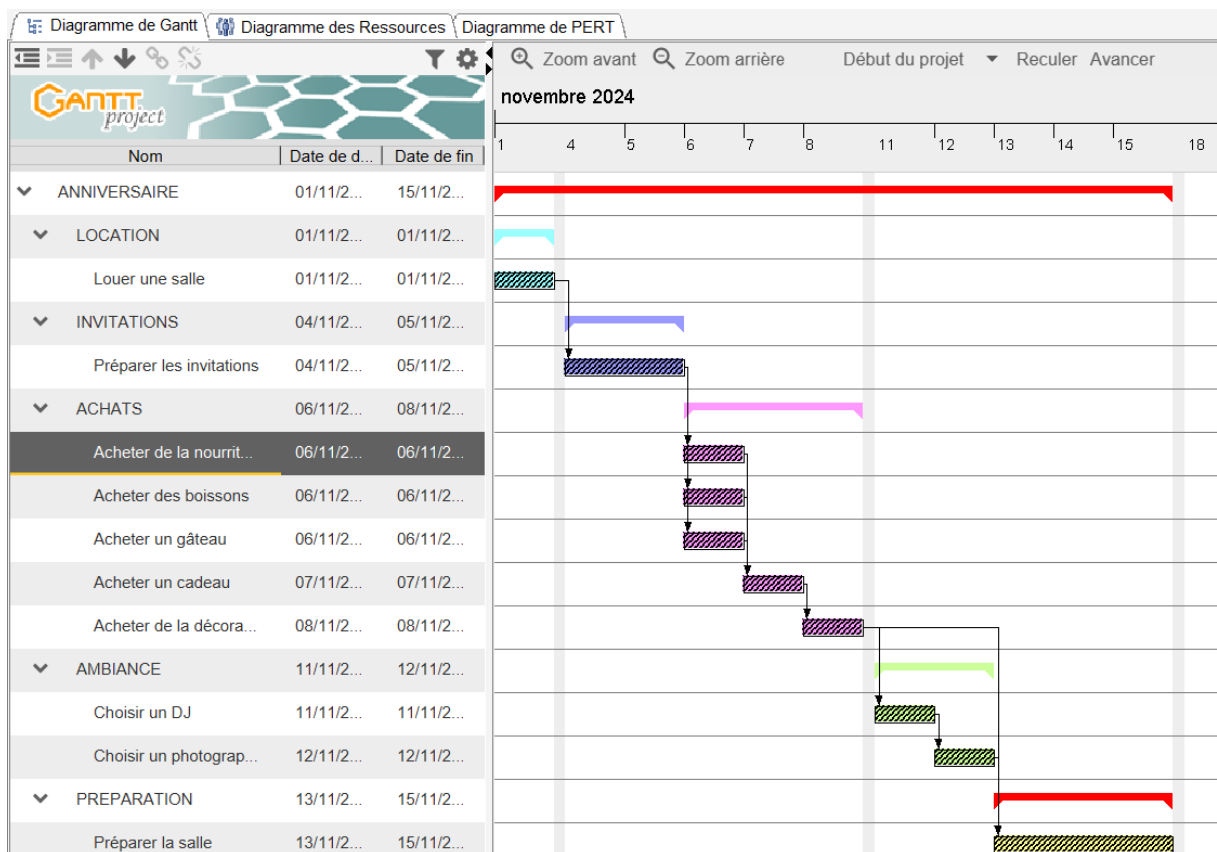 Diagramme de Gantt Diagramme des Ressources Diagramme de PERT
Zoom avant Zoom arrière Début du projet Reculer Avancer
GANTT project
novembre 2024
1 4 5 6 7 8 11 12 13 14 15 18
Nom Date de d... Date de fin
ANNIVERSAIRE 01/11/2... 15/11/2...
LOCATION 01/11/2... 01/11/2...
Louer une salle 01/11/2... 01/11/2...
INVITATIONS 04/11/2... 05/11/2...
Préparer les invitations 04/11/2... 05/11/2...
ACHATS 06/11/2... 08/11/2...
Acheter de la nourrit... 06/11/2... 06/11/2...
Acheter des boissons 06/11/2... 06/11/2...
Acheter un gâteau 06/11/2... 06/11/2...
Acheter un cadeau 07/11/2... 07/11/2...
Acheter de la décora... 08/11/2... 08/11/2...
AMBIANCE 11/11/2... 12/11/2...
Choisir un DJ 11/11/2... 11/11/2...
Choisir un photograp... 12/11/2... 12/11/2...
PREPARATION 13/11/2... 15/11/2...
Préparer la salle 13/11/2... 15/11/2...